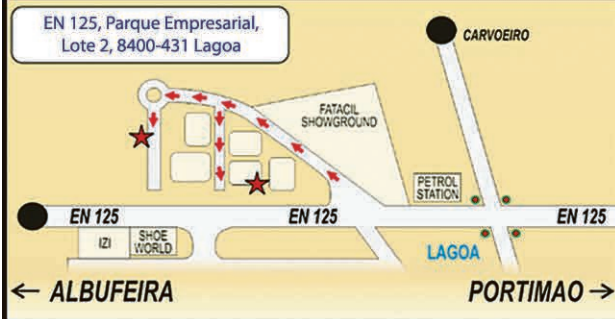 EN 125, Parque Empresarial,
Lote 2, 8400-431 Lagoa
CARVOEIRO
FATACIL
SHOWGROUND
PETROL
STATION
EN 125
EN 125
EN 125
IZI
SHOE
WORLD
LAGOA
← ALBUFEIRA
PORTIMAO →